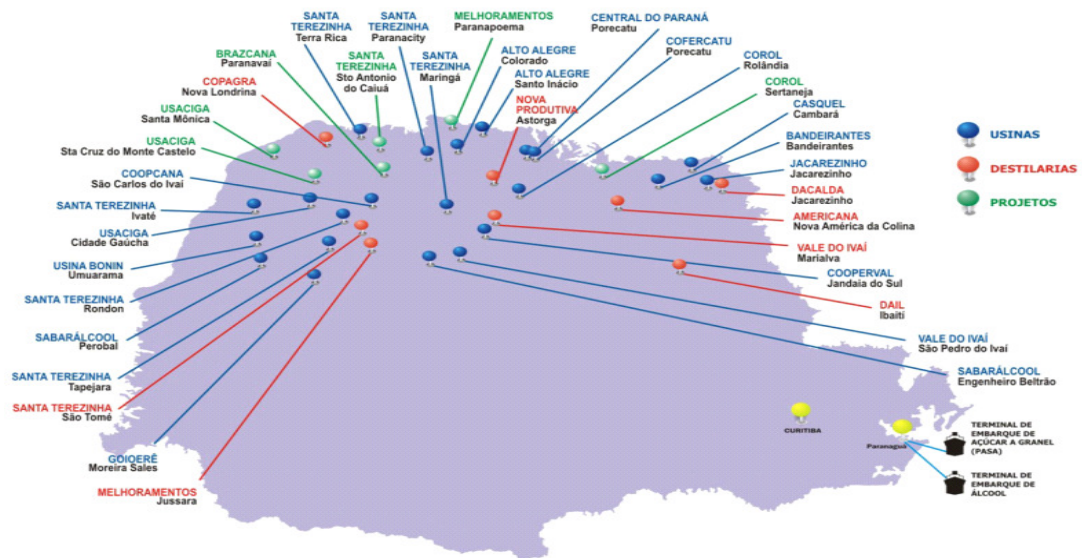 SANTA
TEREZINHA
Terra Rica
SANTA
TEREZINHA
Paranacity
MELHORAMENTOS
Paranapoema
CENTRAL DO PARANÁ
Porecatu
BRAZCANA
Paranavaí
SANTA
TEREZINHA
Sto Antonio
do Caiuá
SANTA
TEREZINHA
Maringá
ALTO ALEGRE
Colorado
ALTO ALEGRE
Santo Inácio
COFERCATU
Porecatu
COROL
Rolândia
COPAGRA
Nova Londrina
NOVA
PRODUTIVA
Astorga
COROL
Sertaneja
USACIGA
Santa Mônica
CASQUEL
Cambará
USACIGA
Sta Cruz do Monte Castelo
BANDEIRANTES
Bandeirantes
COOPCANA
São Carlos do Ivaí
JACAREZINHO
Jacarezinho
SANTA TEREZINHA
Ivaté
DACALDA
Jacarezinho
USACIGA
Cidade Gaúcha
AMERICANA
Nova América da Colina
USINA BONIN
Umuarama
VALE DO IVAÍ
Marialva
SANTA TEREZINHA
Rondon
COOPERVAL
Jandaia do Sul
SABARÁLCOOL
Perobal
DAIL
Ibaití
SANTA TEREZINHA
Tapejara
VALE DO IVAÍ
São Pedro do Ivaí
SANTA TEREZINHA
São Tomé
SABARÁLCOOL
Engenheiro Beltrão
GOIOERÊ
Moreira Sales
MELHORAMENTOS
Jussara
USINAS
DESTILARIAS
PROJETOS
CURITIBA
Paranaguá
TERMINAL DE
EMBARQUE DE
AÇÚCAR A GRANEL
(PASA)
TERMINAL DE
EMBARQUE DE
ÁLCOOL